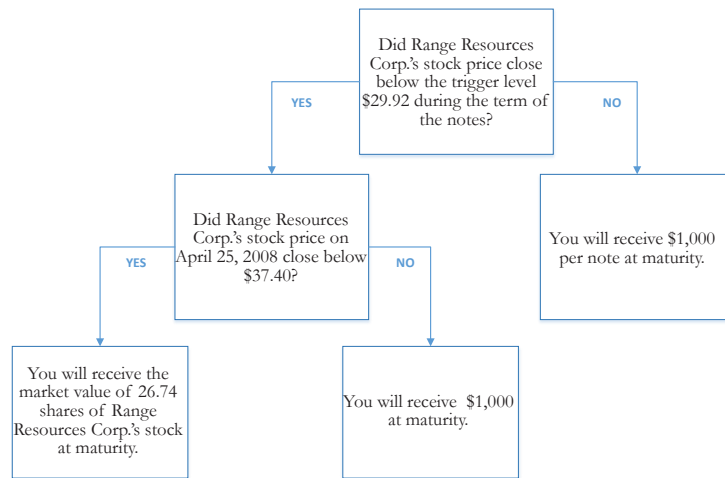 Did Range Resources
Corp.'s stock price close
below the trigger level
$29.92 during the term of
the notes?
YES
NO
Did Range Resources
Corp.'s stock price on
April 25, 2008 close below
$37.40?
You will receive $1,000
per note at maturity.
YES
NO
You will receive the
market value of 26.74
shares of Range
Resources Corp.'s stock
at maturity.
You will receive $1,000
at maturity.